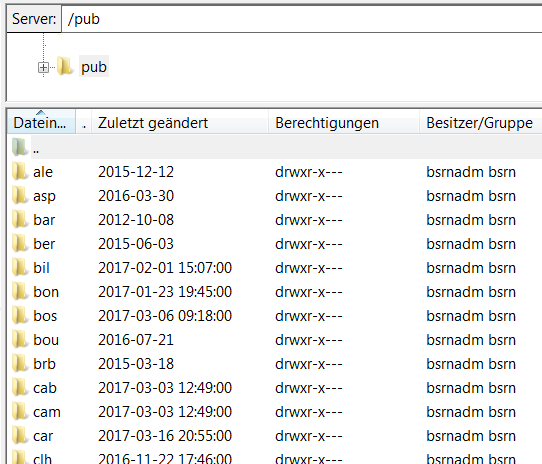 Server: /pub
pub
Datein... . Zuletzt geändert Berechtigungen Besitzer/Gruppe
..
ale 2015-12-12 drwxr-x--- bsrnadm bsrn
asp 2016-03-30 drwxr-x--- bsrnadm bsrn
bar 2012-10-08 drwxr-x--- bsrnadm bsrn
ber 2015-06-03 drwxr-x--- bsrnadm bsrn
bil 2017-02-01 15:07:00 drwxr-x--- bsrnadm bsrn
bon 2017-01-23 19:45:00 drwxr-x--- bsrnadm bsrn
bos 2017-03-06 09:18:00 drwxr-x--- bsrnadm bsrn
bou 2016-07-21 drwxr-x--- bsrnadm bsrn
brb 2015-03-18 drwxr-x--- bsrnadm bsrn
cab 2017-03-03 12:49:00 drwxr-x--- bsrnadm bsrn
cam 2017-03-03 12:49:00 drwxr-x--- bsrnadm bsrn
car 2017-03-16 20:55:00 drwxr-x--- bsrnadm bsrn
clh 2016-11-22 17:46:00 drwxr-x--- bsrnadm bsrn